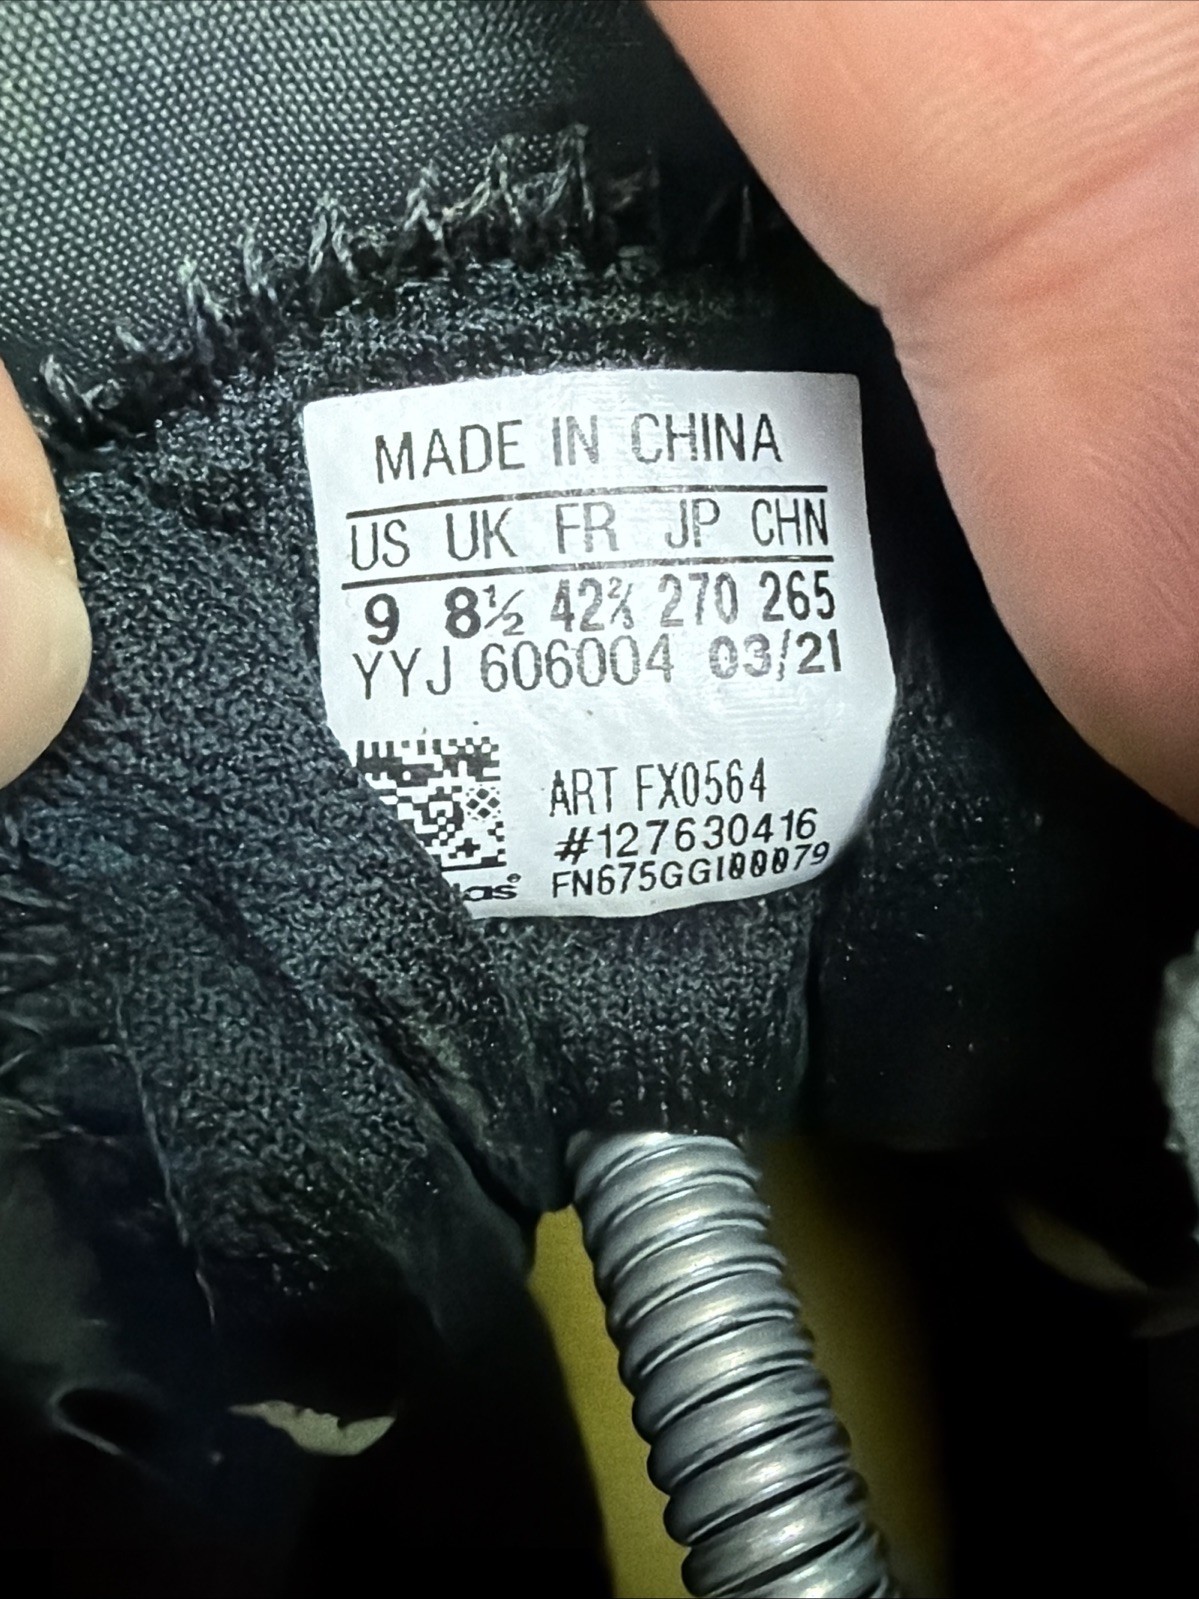 MADE IN CHINA
US UK FR JP CHN
9 8½ 42⅔ 270 265
YYJ 606004 03/21
ART FX0564
#127630416
FN675GGI00079